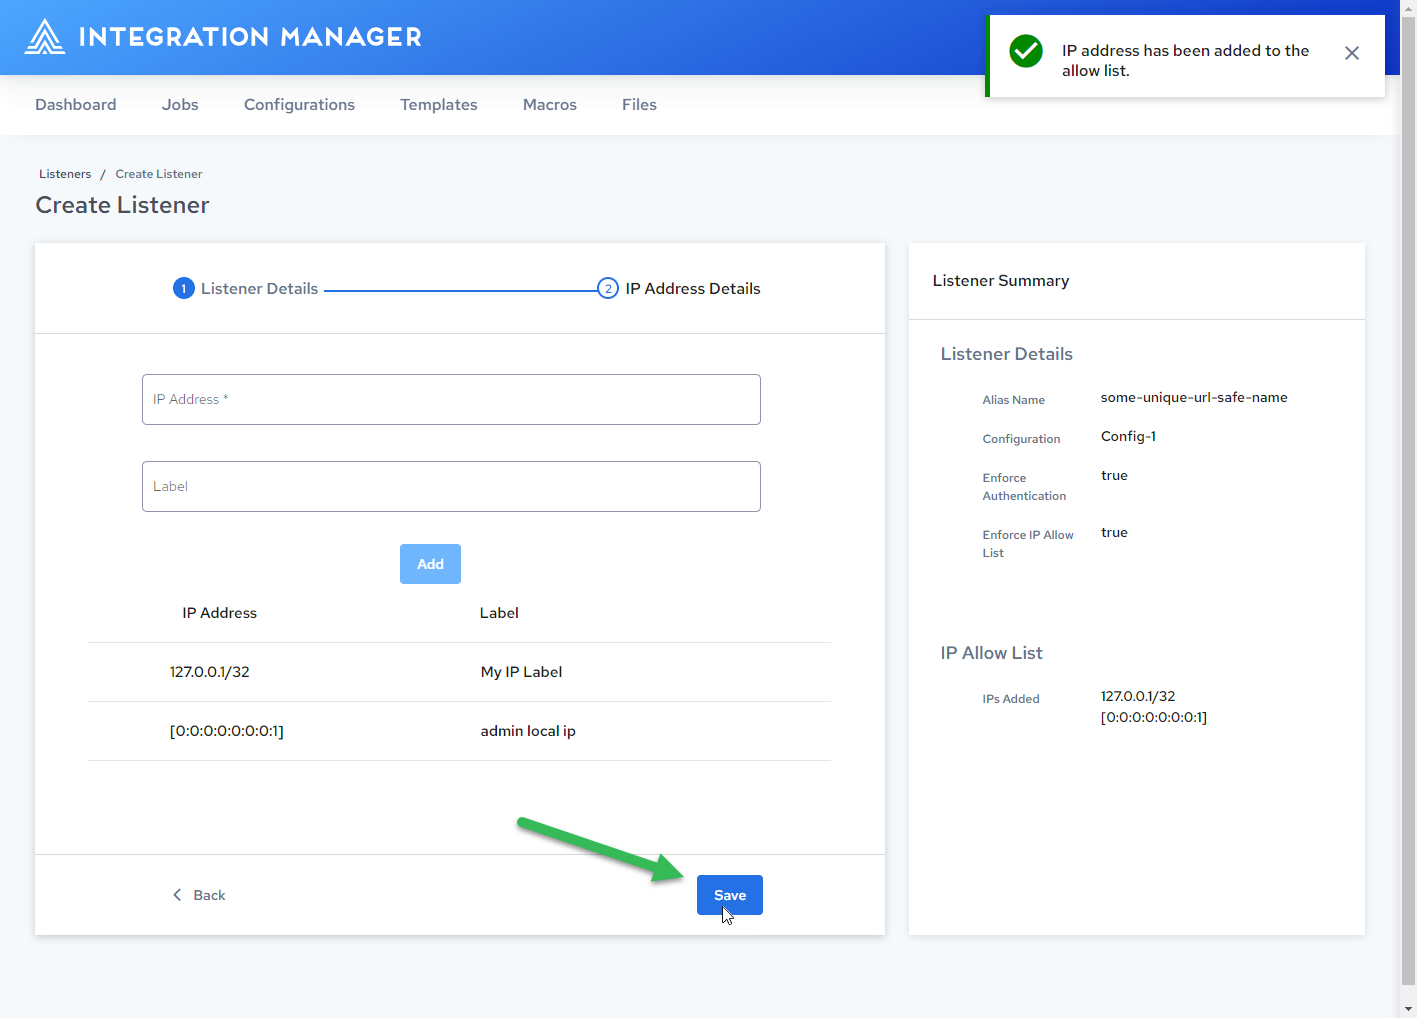 INTEGRATION MANAGER
IP address has been added to the
allow list.
Dashboard Jobs Configurations Templates Macros Files
Listeners / Create Listener
Create Listener
1 Listener Details 2 IP Address Details
IP Address *
Label
Add
IP Address Label
127.0.0.1/32 My IP Label
[0:0:0:0:0:0:0:1] admin local ip
Back Save
Listener Summary
Listener Details
Alias Name some-unique-url-safe-name
Configuration Config-1
Enforce true
Authentication
Enforce IP Allow true
List
IP Allow List
IPs Added 127.0.0.1/32
[0:0:0:0:0:0:0:1]